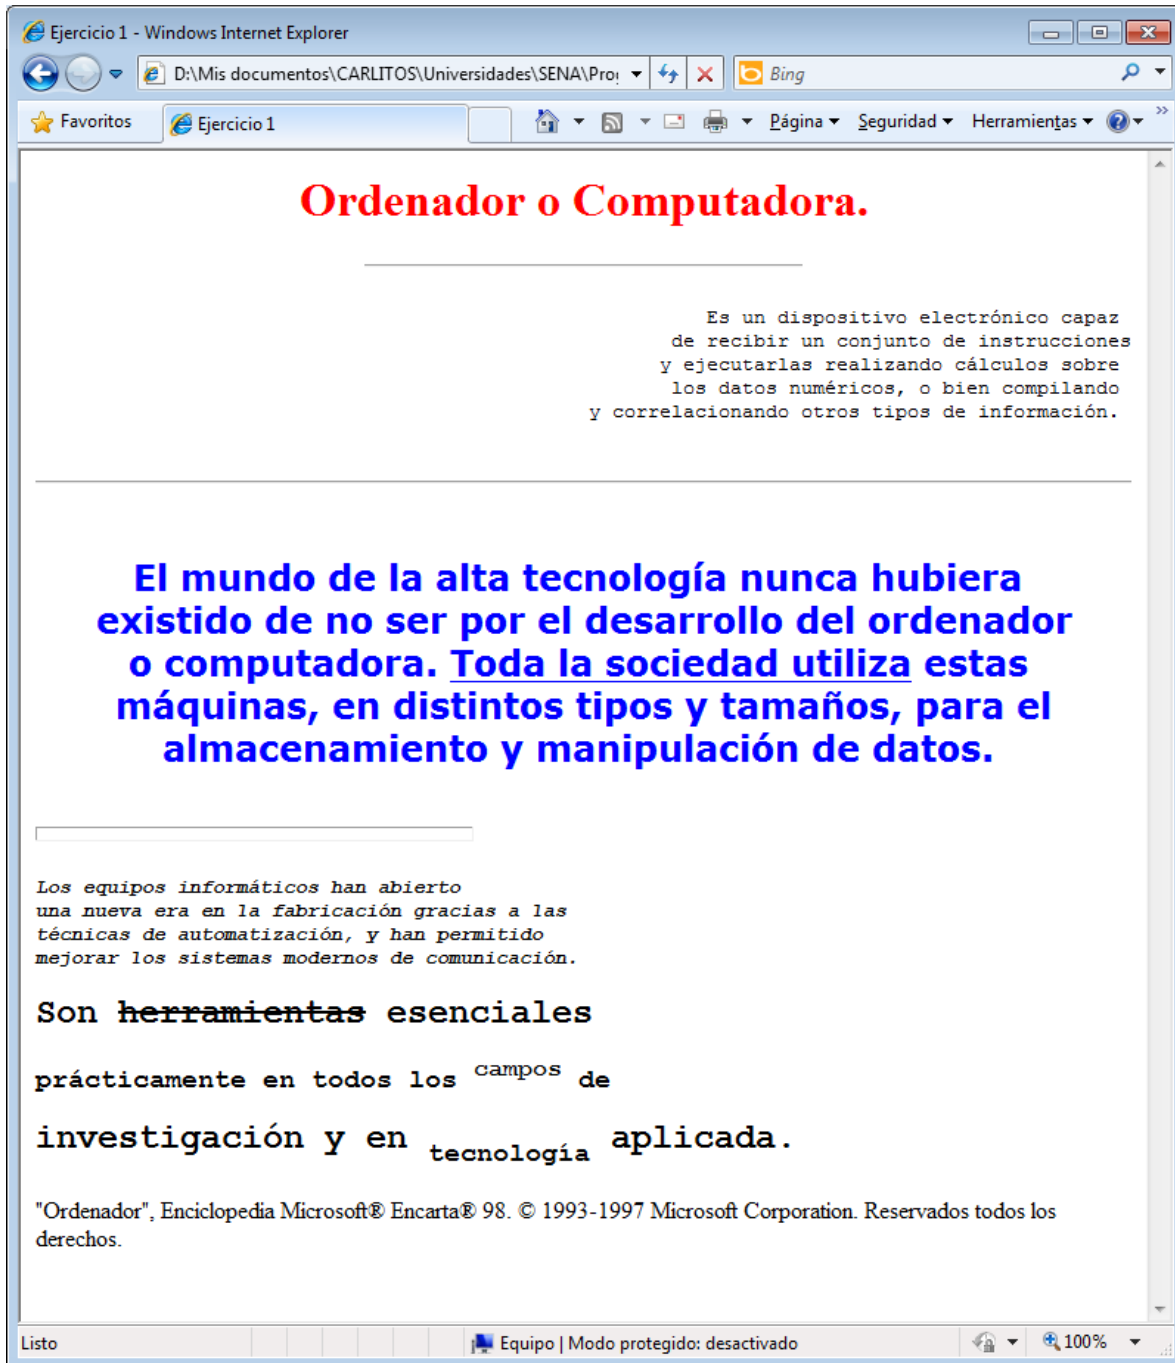 Ejercicio 1 - Windows Internet Explorer
D:\Mis documentos\CARLITOS\Universidades\SENA\Pro
Bing
Favoritos
Ejercicio 1
Página
Seguridad
Herramientas
Ordenador o Computadora.
Es un dispositivo electrónico capaz
de recibir un conjunto de instrucciones
y ejecutarlas realizando cálculos sobre
los datos numéricos, o bien compilando
y correlacionando otros tipos de información.
El mundo de la alta tecnología nunca hubiera
existido de no ser por el desarrollo del ordenador
o computadora. Toda la sociedad utiliza estas
máquinas, en distintos tipos y tamaños, para el
almacenamiento y manipulación de datos.
Los equipos informáticos han abierto
una nueva era en la fabricación gracias a las
técnicas de automatización, y han permitido
mejorar los sistemas modernos de comunicación.
Son herramientas esenciales
prácticamente en todos los campos de
investigación y en tecnología aplicada.
"Ordenador", Enciclopedia Microsoft® Encarta® 98. © 1993-1997 Microsoft Corporation. Reservados todos los
derechos.
Listo
Equipo | Modo protegido: desactivado
100%